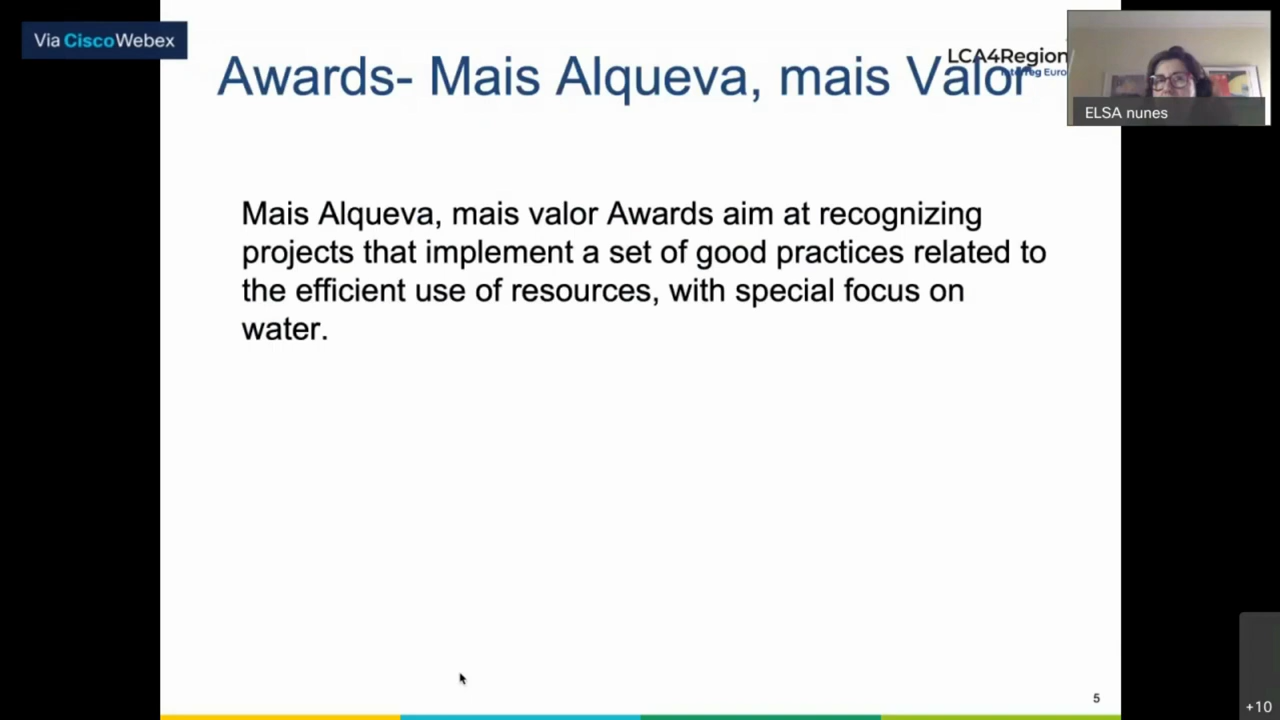 Via Cisco Webex
Awards- Mais Alqueva, mais Valor
LCA4Region
Interreg Euro
ELSA nunes
Mais Alqueva, mais valor Awards aim at recognizing
projects that implement a set of good practices related to
the efficient use of resources, with special focus on
water.
5
+10